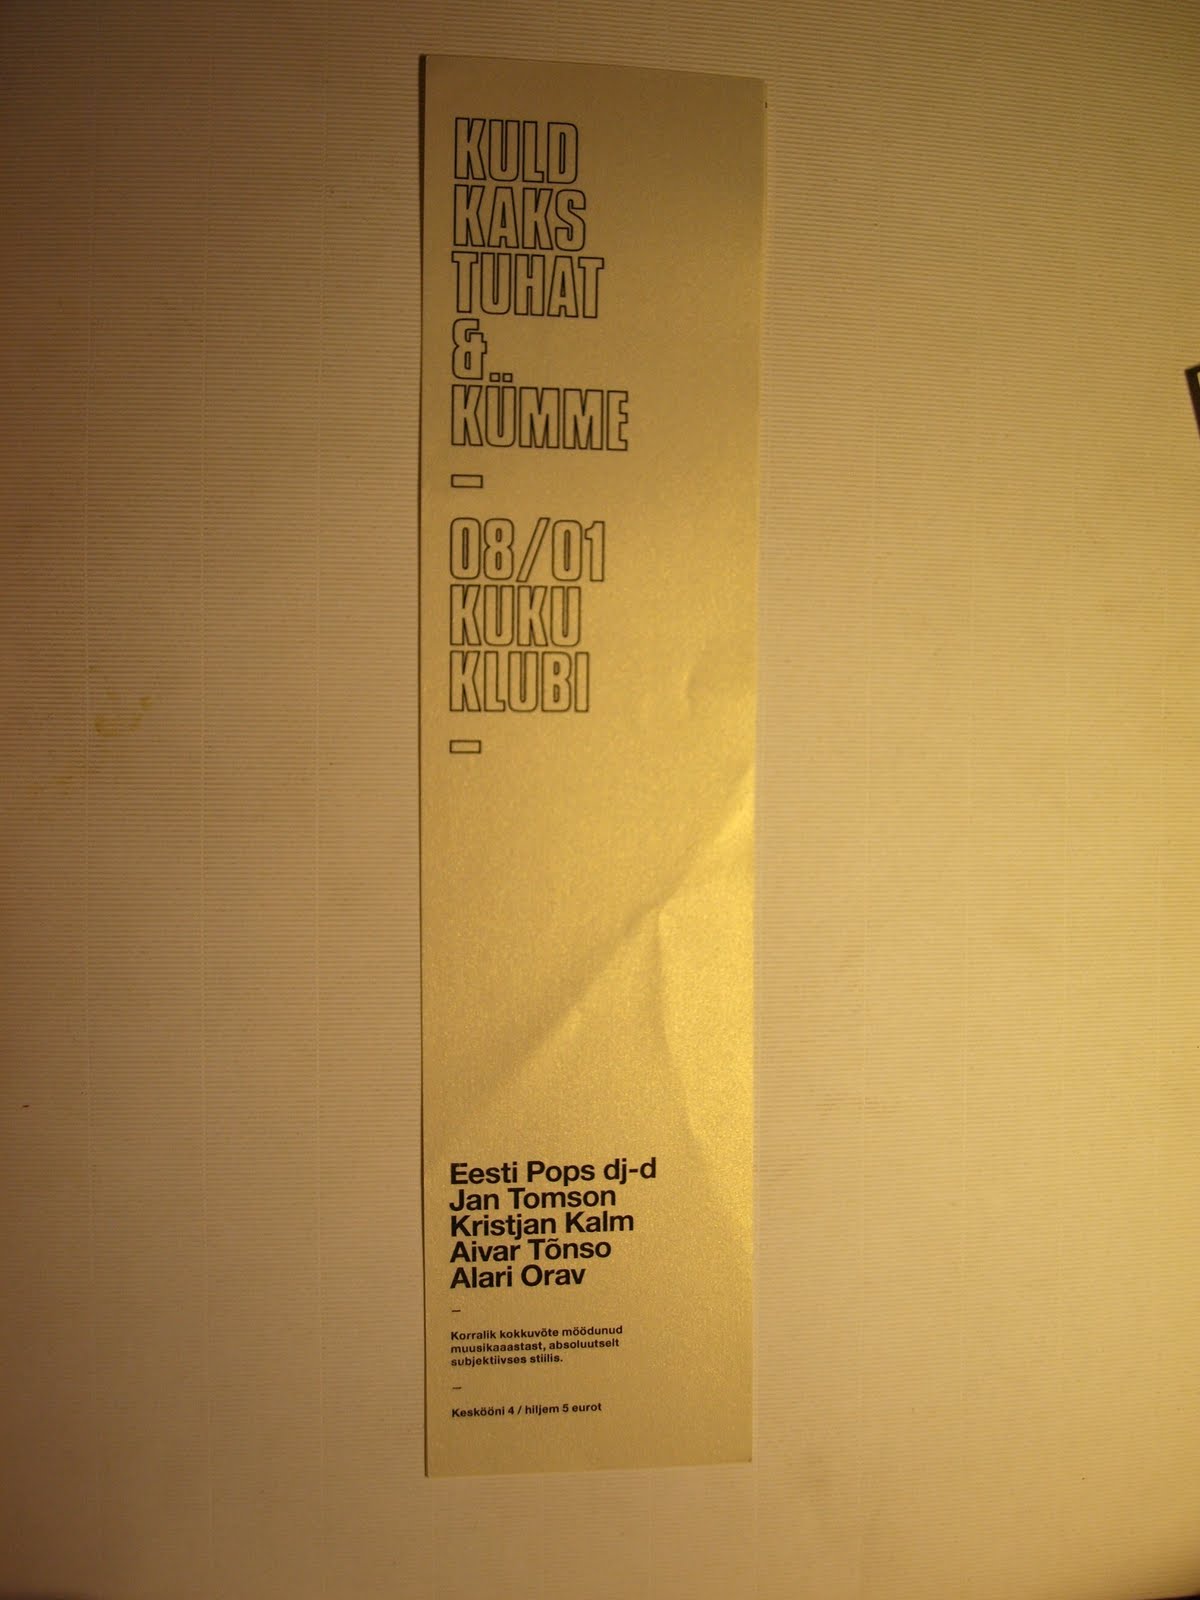 KULD
KAKS
TUHAT
&
KÜMME
–
08/01
KUKU
KLUBI
–
Eesti Pops dj-d
Jan Tomson
Kristjan Kalm
Aivar Tõnso
Alari Orav
–
Korralik kokkuvõte möödunud
muusikaaastast, absoluutselt
subjektiivses stiilis.
–
Keskööni 4 / hiljem 5 eurot